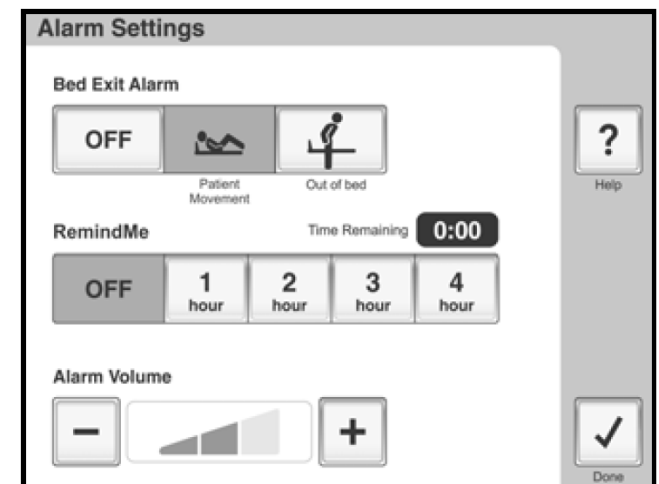 Alarm Settings
Bed Exit Alarm
OFF
Patient
Movement
Out of bed
?
Help
RemindMe
Time Remaining
0:00
OFF
1
hour
2
hour
3
hour
4
hour
Alarm Volume
−
+
Done